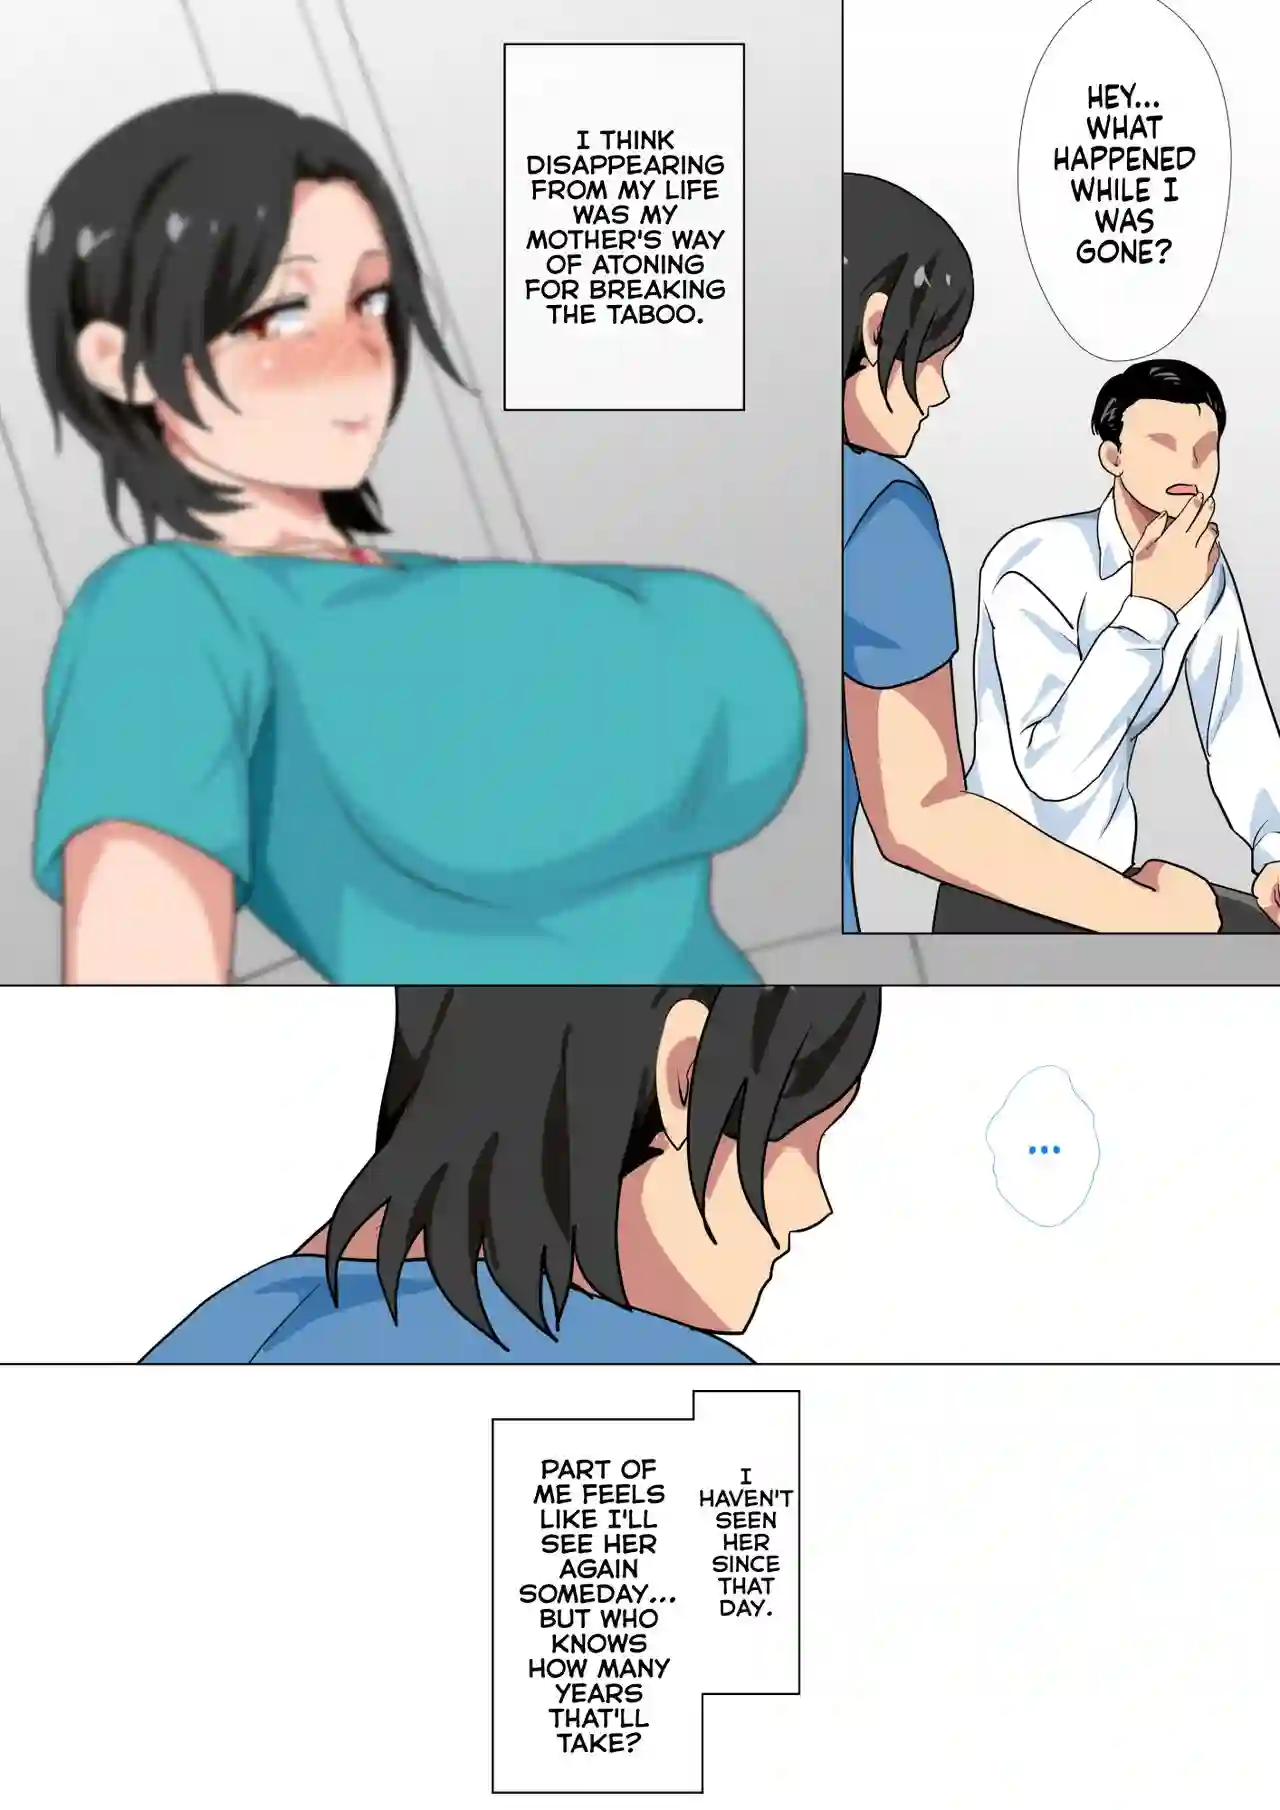 HEY...
WHAT
HAPPENED
WHILE I
WAS
GONE?
I THINK
DISAPPEARING
FROM MY LIFE
WAS MY
MOTHER'S WAY
OF ATONING
FOR BREAKING
THE TABOO.
...
I
HAVEN'T
SEEN
HER
SINCE
THAT
DAY.
PART OF
ME FEELS
LIKE I'LL
SEE HER
AGAIN
SOMEDAY...
BUT WHO
KNOWS
HOW MANY
YEARS
THAT'LL
TAKE?